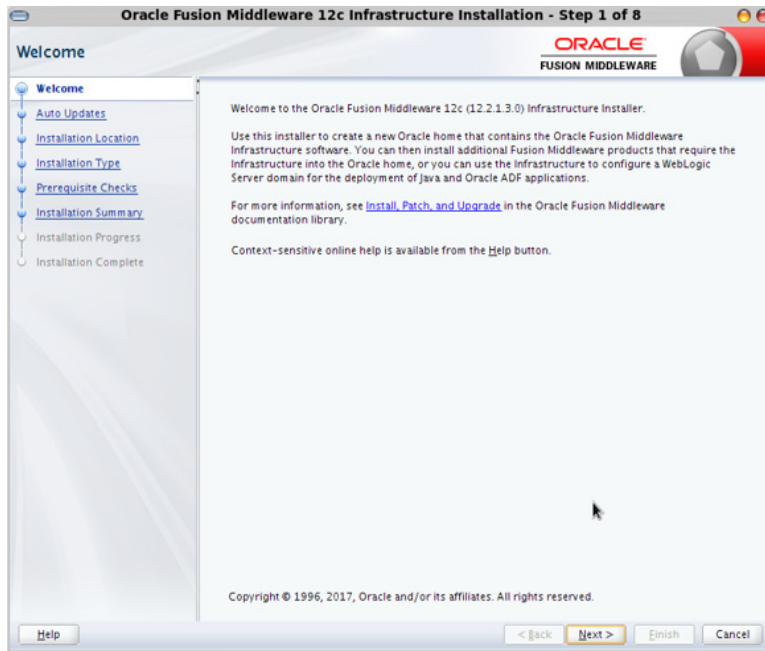 Oracle Fusion Middleware 12c Infrastructure Installation - Step 1 of 8
Welcome
ORACLE
FUSION MIDDLEWARE
Welcome
Auto Updates
Installation Location
Installation Type
Prerequisite Checks
Installation Summary
Installation Progress
Installation Complete
Welcome to the Oracle Fusion Middleware 12c (12.2.1.3.0) Infrastructure Installer.
Use this installer to create a new Oracle home that contains the Oracle Fusion Middleware
Infrastructure software. You can then install additional Fusion Middleware products that require the
Infrastructure into the Oracle home, or you can use the Infrastructure to configure a WebLogic
Server domain for the deployment of Java and Oracle ADF applications.
For more information, see Install, Patch, and Upgrade in the Oracle Fusion Middleware
documentation library.
Context-sensitive online help is available from the Help button.
Copyright © 1996, 2017, Oracle and/or its affiliates. All rights reserved.
Help
< Back
Next >
Finish
Cancel